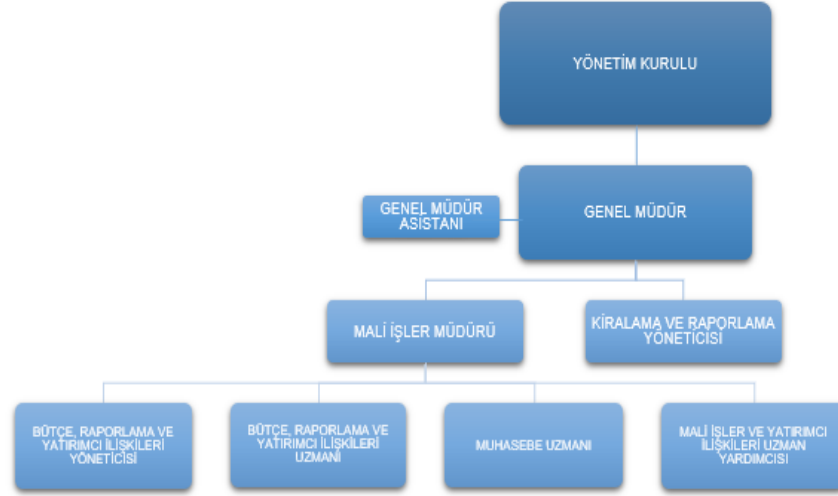 YÖNETİM KURULU
GENEL MÜDÜR
ASİSTANI
GENEL MÜDÜR
MALİ İŞLER MÜDÜRÜ
KİRALAMA VE RAPORLAMA
YÖNETİCİSİ
BÜTÇE, RAPORLAMA VE
YATIRIMCI İLİŞKİLERİ
YÖNETİCİSİ
BÜTÇE, RAPORLAMA VE
YATIRIMCI İLİŞKİLERİ
UZMANI
MUHASEBE UZMANI
MALİ İŞLER VE YATIRIMCI
İLİŞKİLERİ UZMAN
YARDIMCISI